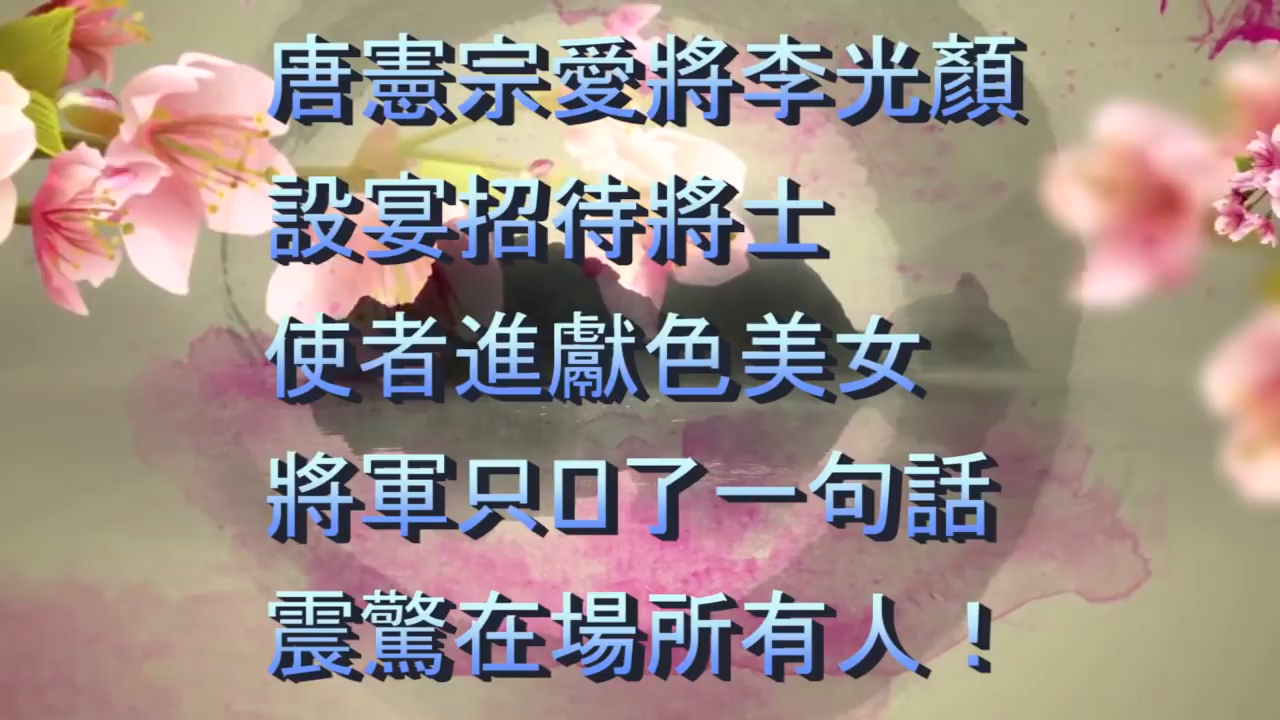 唐憲宗愛將李光顏
設宴招待將士
使者進獻色美女
將軍只□了一句話
震驚在場所有人！